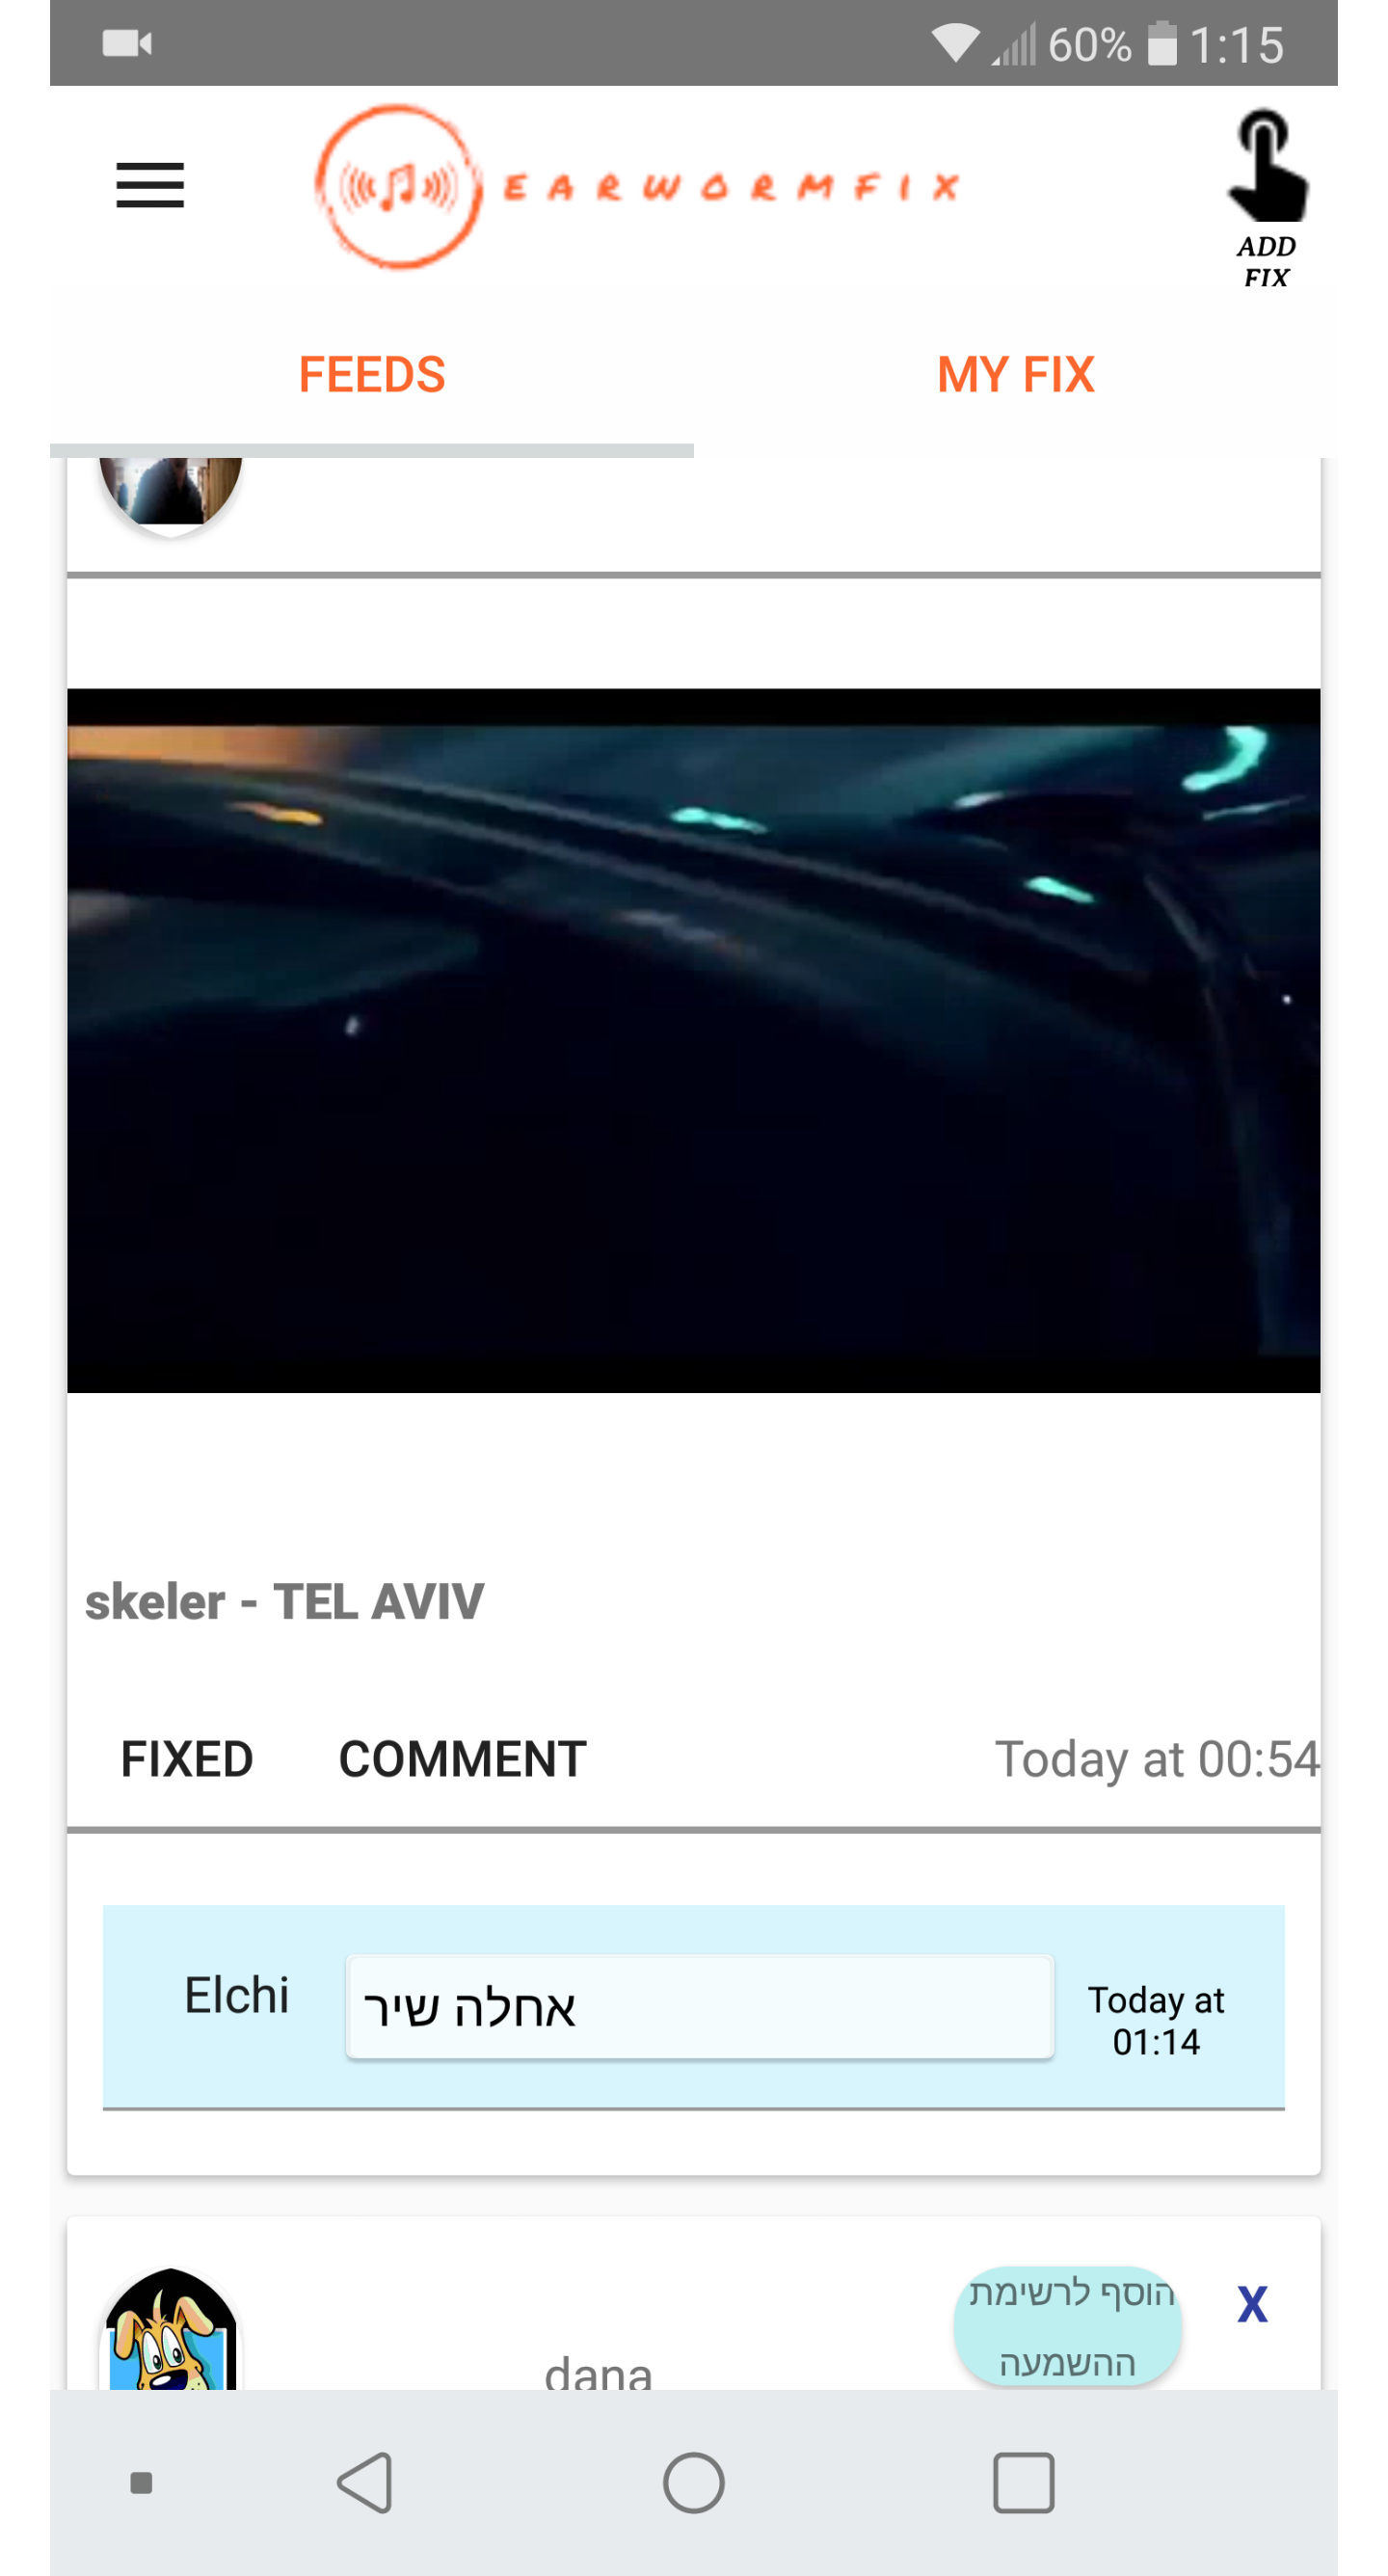 60% 1:15
EARWORMFIX
ADD
FIX
FEEDS
MY FIX
skeler - TEL AVIV
FIXED
COMMENT
Today at 00:54
Elchi
אחלה שיר
Today at
01:14
הוסף לרשימת
ההשמעה
X
dana